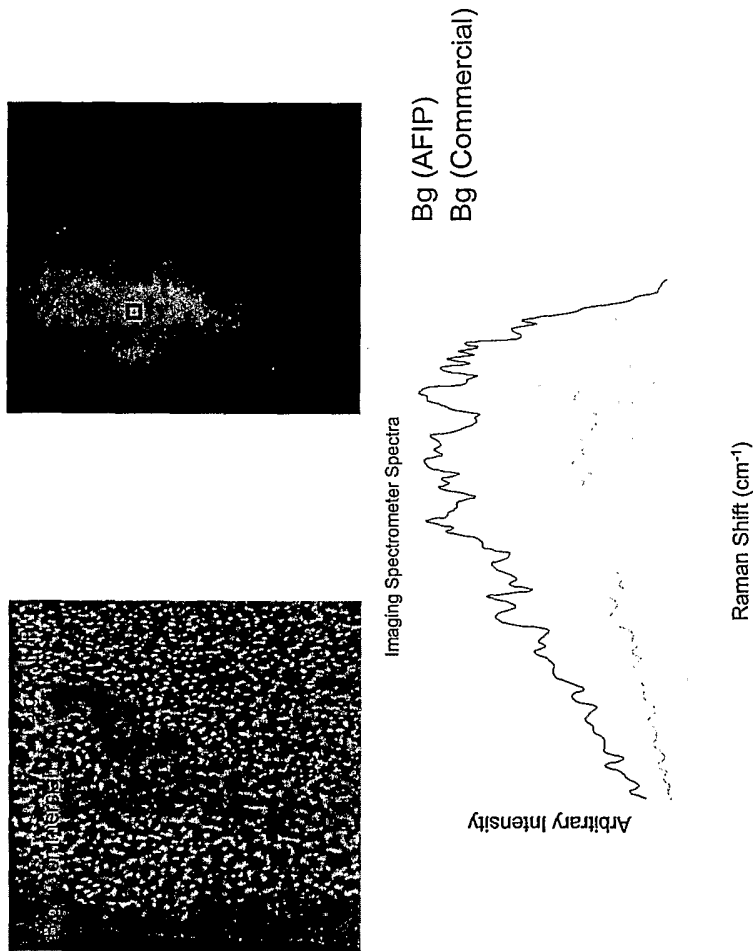 Imaging Spectrometer Spectra
Arbitrary Intensity
Raman Shift (cm⁻¹)
Bg (AFIP)
Bg (Commercial)